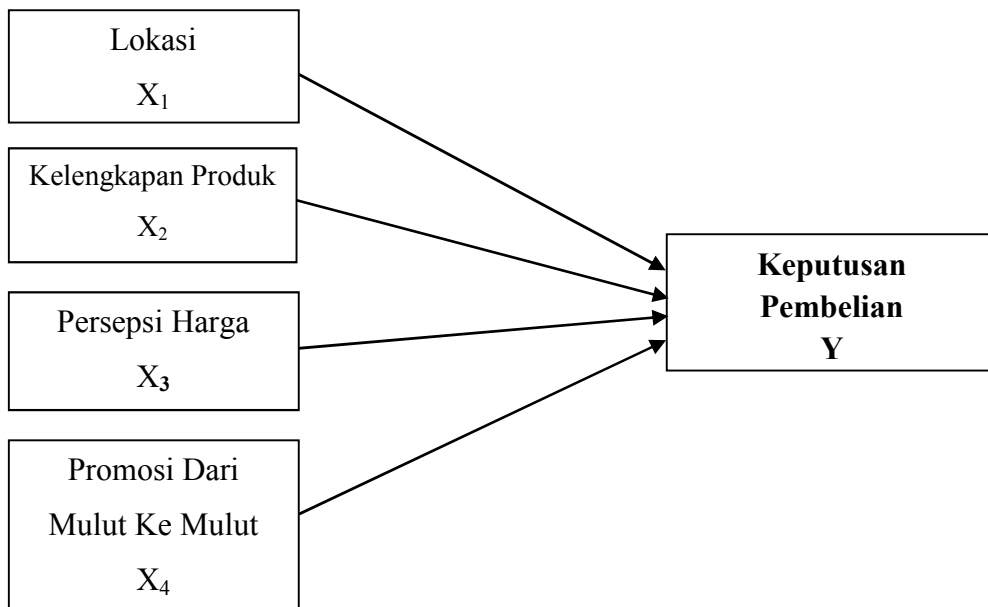 Lokasi
X₁
Kelengkapan Produk
X₂
Persepsi Harga
X₃
Promosi Dari
Mulut Ke Mulut
X₄
Keputusan
Pembelian
Y